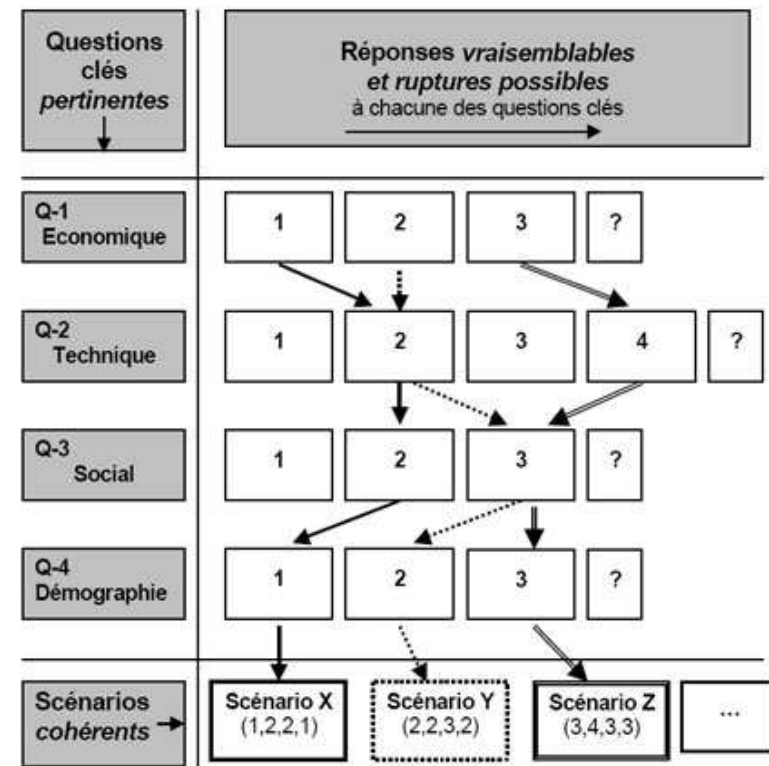 Questions
clés
pertinentes
Réponses vraisemblables
et ruptures possibles
à chacune des questions clés
Q-1
Economique
1
2
3
?
Q-2
Technique
1
2
3
4
?
Q-3
Social
1
2
3
?
Q-4
Démographie
1
2
3
?
Scénarios
cohérents
Scénario X
(1,2,2,1)
Scénario Y
(2,2,3,2)
Scénario Z
(3,4,3,3)
...